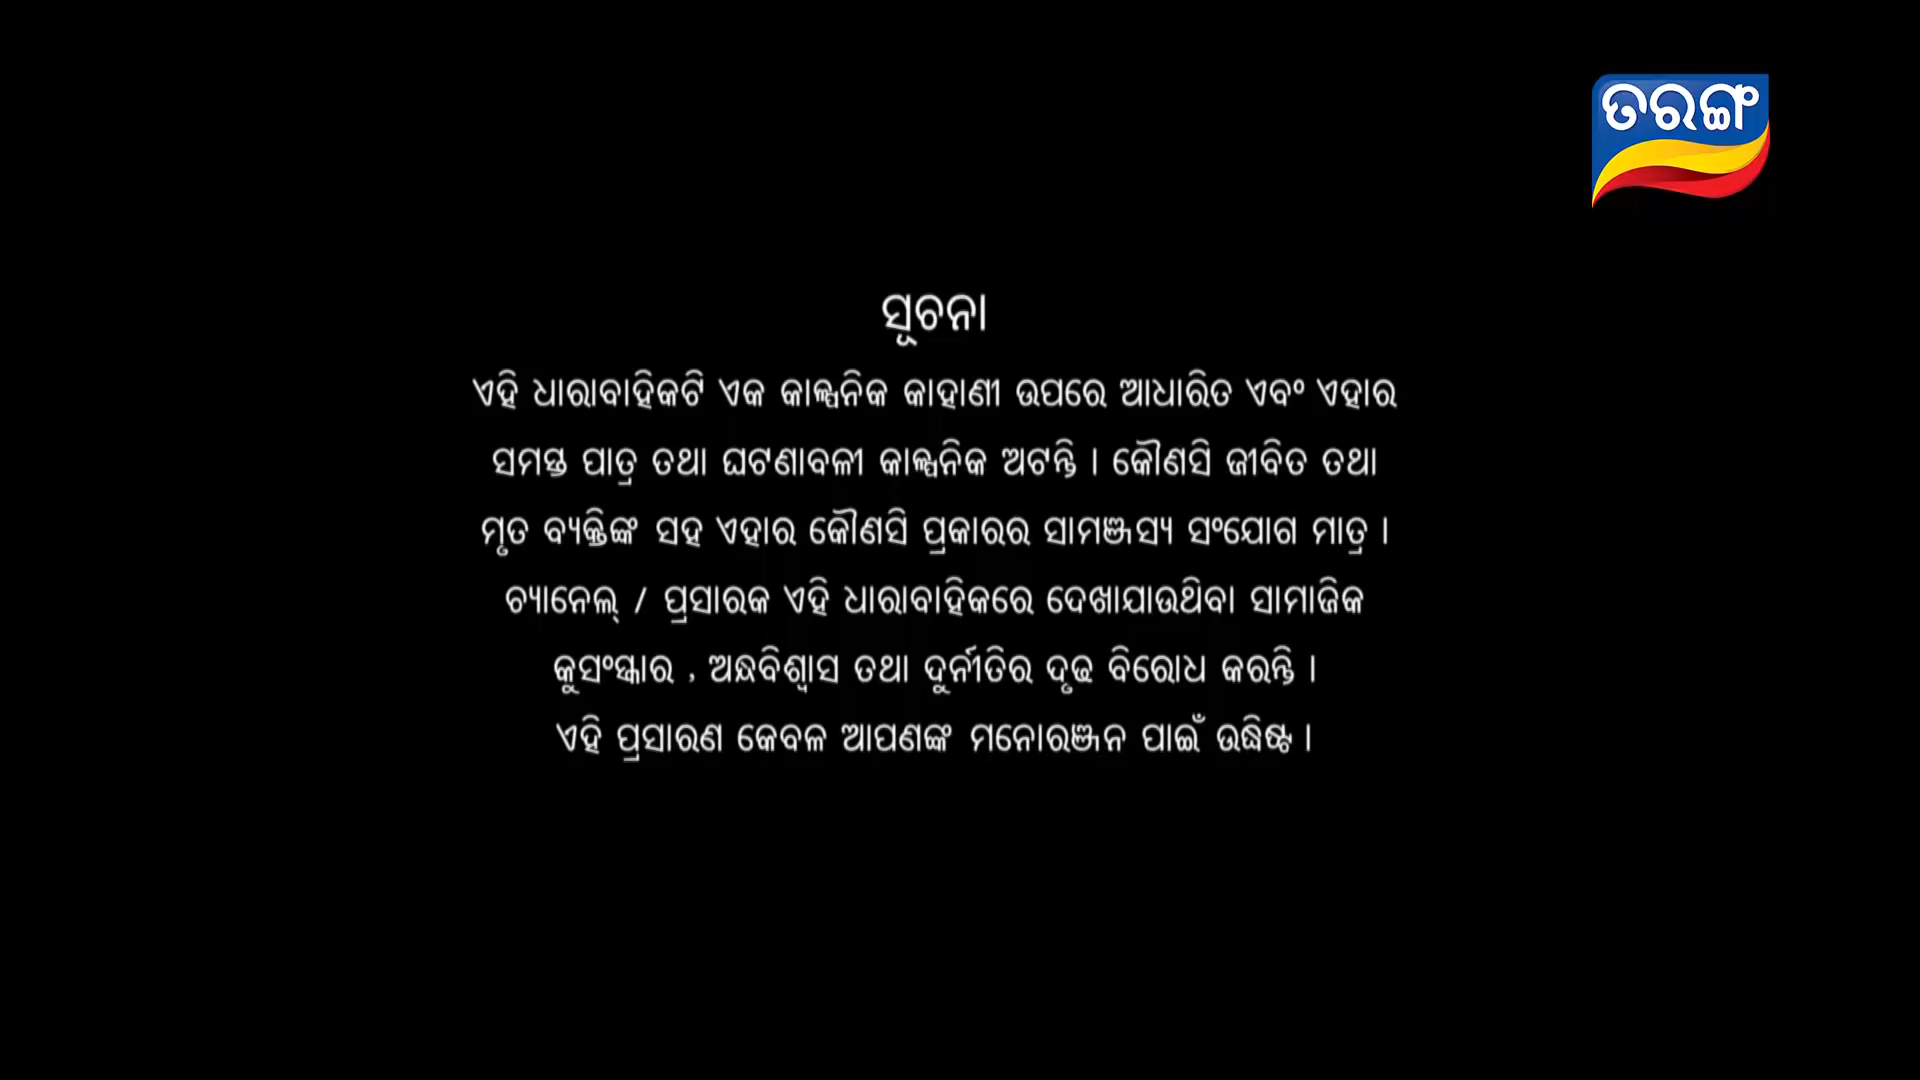 ତରଙ୍ଗ
ସୂଚନା
ଏହି ଧାରାବାହିକଟି ଏକ କାଳ୍ପନିକ କାହାଣୀ ଉପରେ ଆଧାରିତ ଏବଂ ଏହାର
ସମସ୍ତ ପାତ୍ର ତଥା ଘଟଣାବଳୀ କାଳ୍ପନିକ ଅଟନ୍ତି । କୌଣସି ଜୀବିତ ତଥା
ମୃତ ବ୍ୟକ୍ତିଙ୍କ ସହ ଏହାର କୌଣସି ପ୍ରକାରର ସାମଞ୍ଜସ୍ୟ ସଂଯୋଗ ମାତ୍ର ।
ଚ୍ୟାନେଲ୍ / ପ୍ରସାରକ ଏହି ଧାରାବାହିକରେ ଦେଖାଯାଉଥିବା ସାମାଜିକ
କୁସଂସ୍କାର , ଅନ୍ଧବିଶ୍ୱାସ ତଥା ଦୁର୍ନୀତିର ଦୃଢ ବିରୋଧ କରନ୍ତି ।
ଏହି ପ୍ରସାରଣ କେବଳ ଆପଣଙ୍କ ମନୋରଞ୍ଜନ ପାଇଁ ଉଦ୍ଧିଷ୍ଟ ।